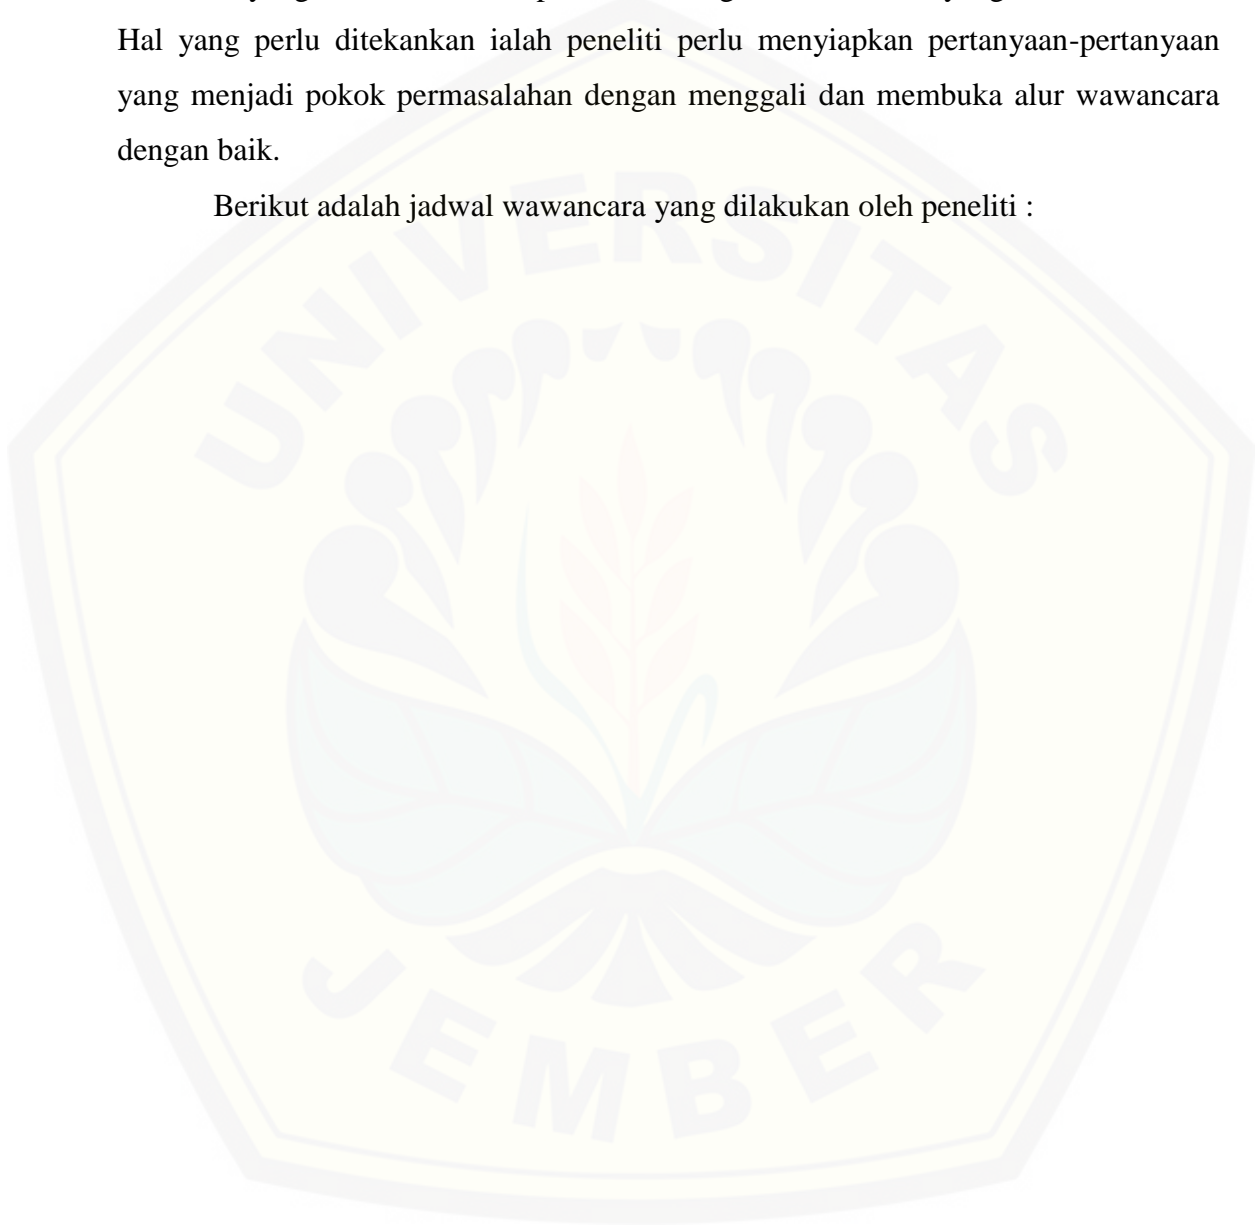 Hal yang perlu ditekankan ialah peneliti perlu menyiapkan pertanyaan-pertanyaan
yang menjadi pokok permasalahan dengan menggali dan membuka alur wawancara
dengan baik.
Berikut adalah jadwal wawancara yang dilakukan oleh peneliti :
UNIVERSITAS
JEMBER